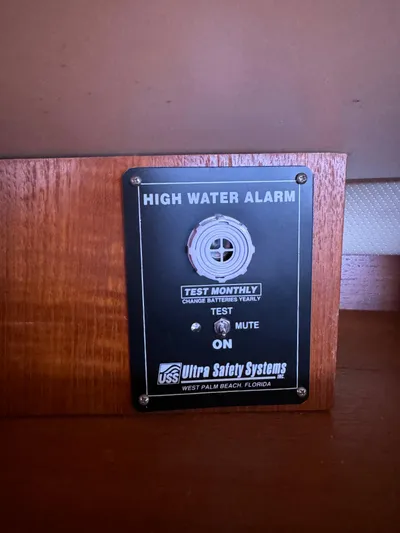 HIGH WATER ALARM
TEST MONTHLY
CHANGE BATTERIES YEARLY
TEST
MUTE
ON
USS Ultra Safety Systems INC.
WEST PALM BEACH, FLORIDA